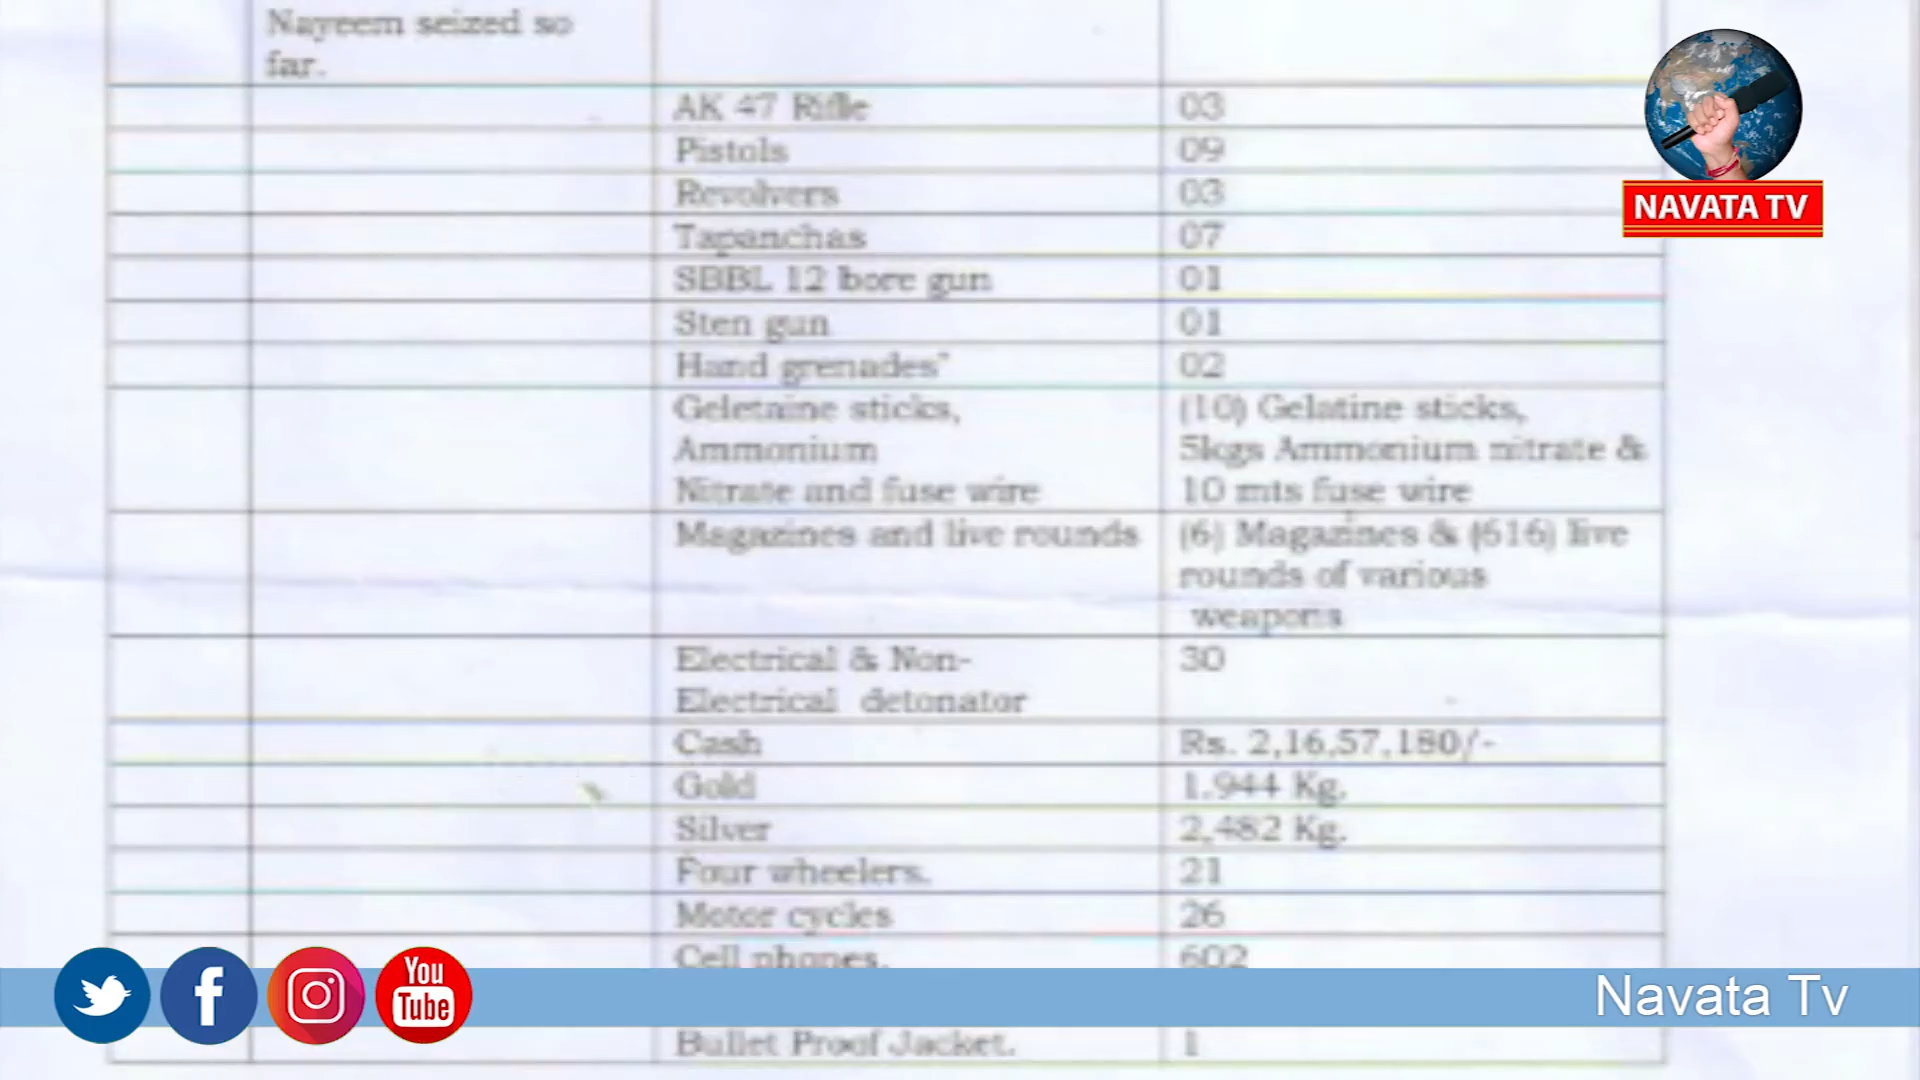 Nayeem seized so
far.
AK 47 Rifle 03
Pistols 09
Revolvers 03
Tapanchas 07
SBBL 12 bore gun 01
Sten gun 01
Hand grenades" 02
Geletaine sticks, (10) Gelatine sticks,
Ammonium 5kgs Ammonium nitrate &
Nitrate and fuse wire 10 mts fuse wire
Magazines and live rounds (6) Magazines & (616) live
rounds of various
weapons
Electrical & Non- 30
Electrical detonator
Cash Rs. 2,16,57,180/-
Gold 1.944 Kg.
Silver 2,482 Kg.
Four wheelers. 21
Motor cycles 26
Cell phones. 602
Bullet Proof Jacket. 1
NAVATA TV
You
Tube
Navata Tv